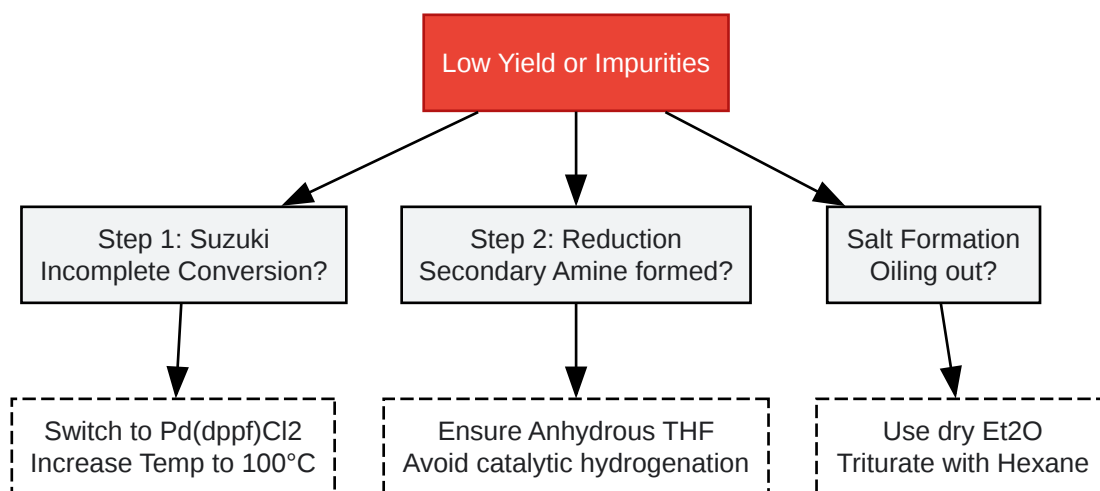 Low Yield or Impurities
Step 1: Suzuki
Incomplete Conversion?
Step 2: Reduction
Secondary Amine formed?
Salt Formation
Oiling out?
Switch to Pd(dppf)Cl2
Increase Temp to 100°C
Ensure Anhydrous THF
Avoid catalytic hydrogenation
Use dry Et2O
Triturate with Hexane